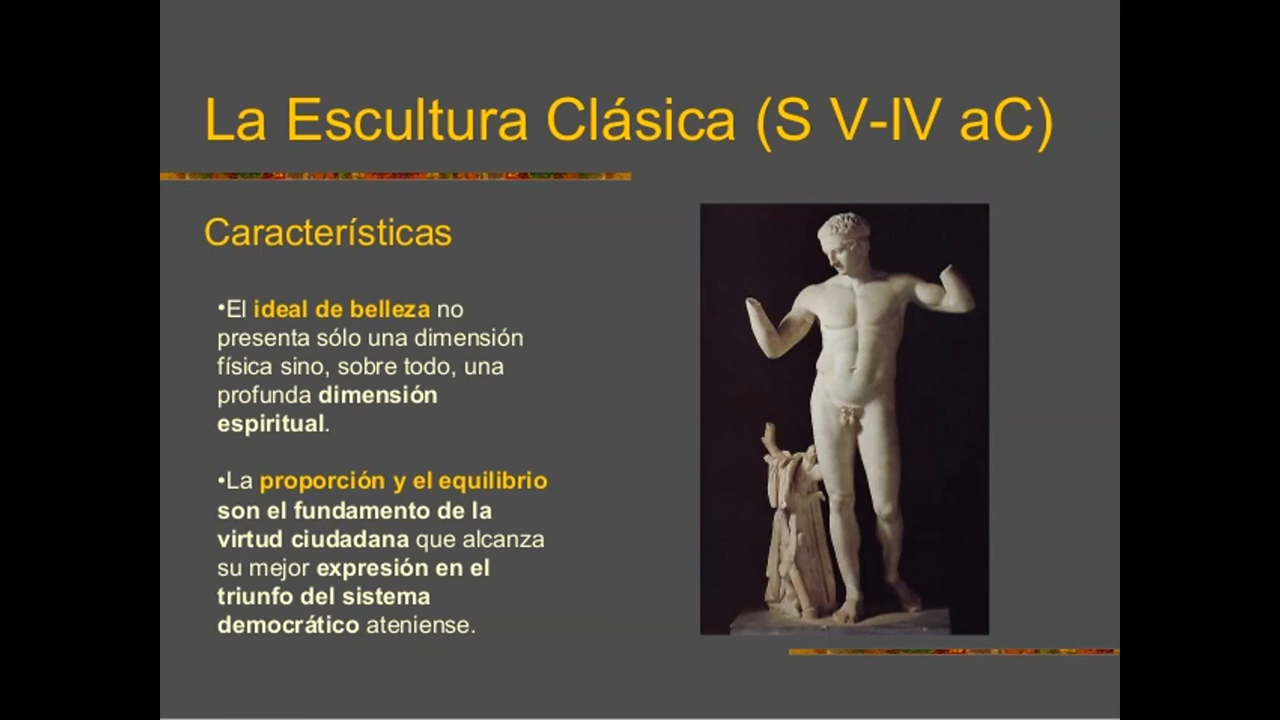 La Escultura Clásica (S V-IV aC)
Características
•El ideal de belleza no
presenta sólo una dimensión
física sino, sobre todo, una
profunda dimensión
espiritual.
•La proporción y el equilibrio
son el fundamento de la
virtud ciudadana que alcanza
su mejor expresión en el
triunfo del sistema
democrático ateniense.